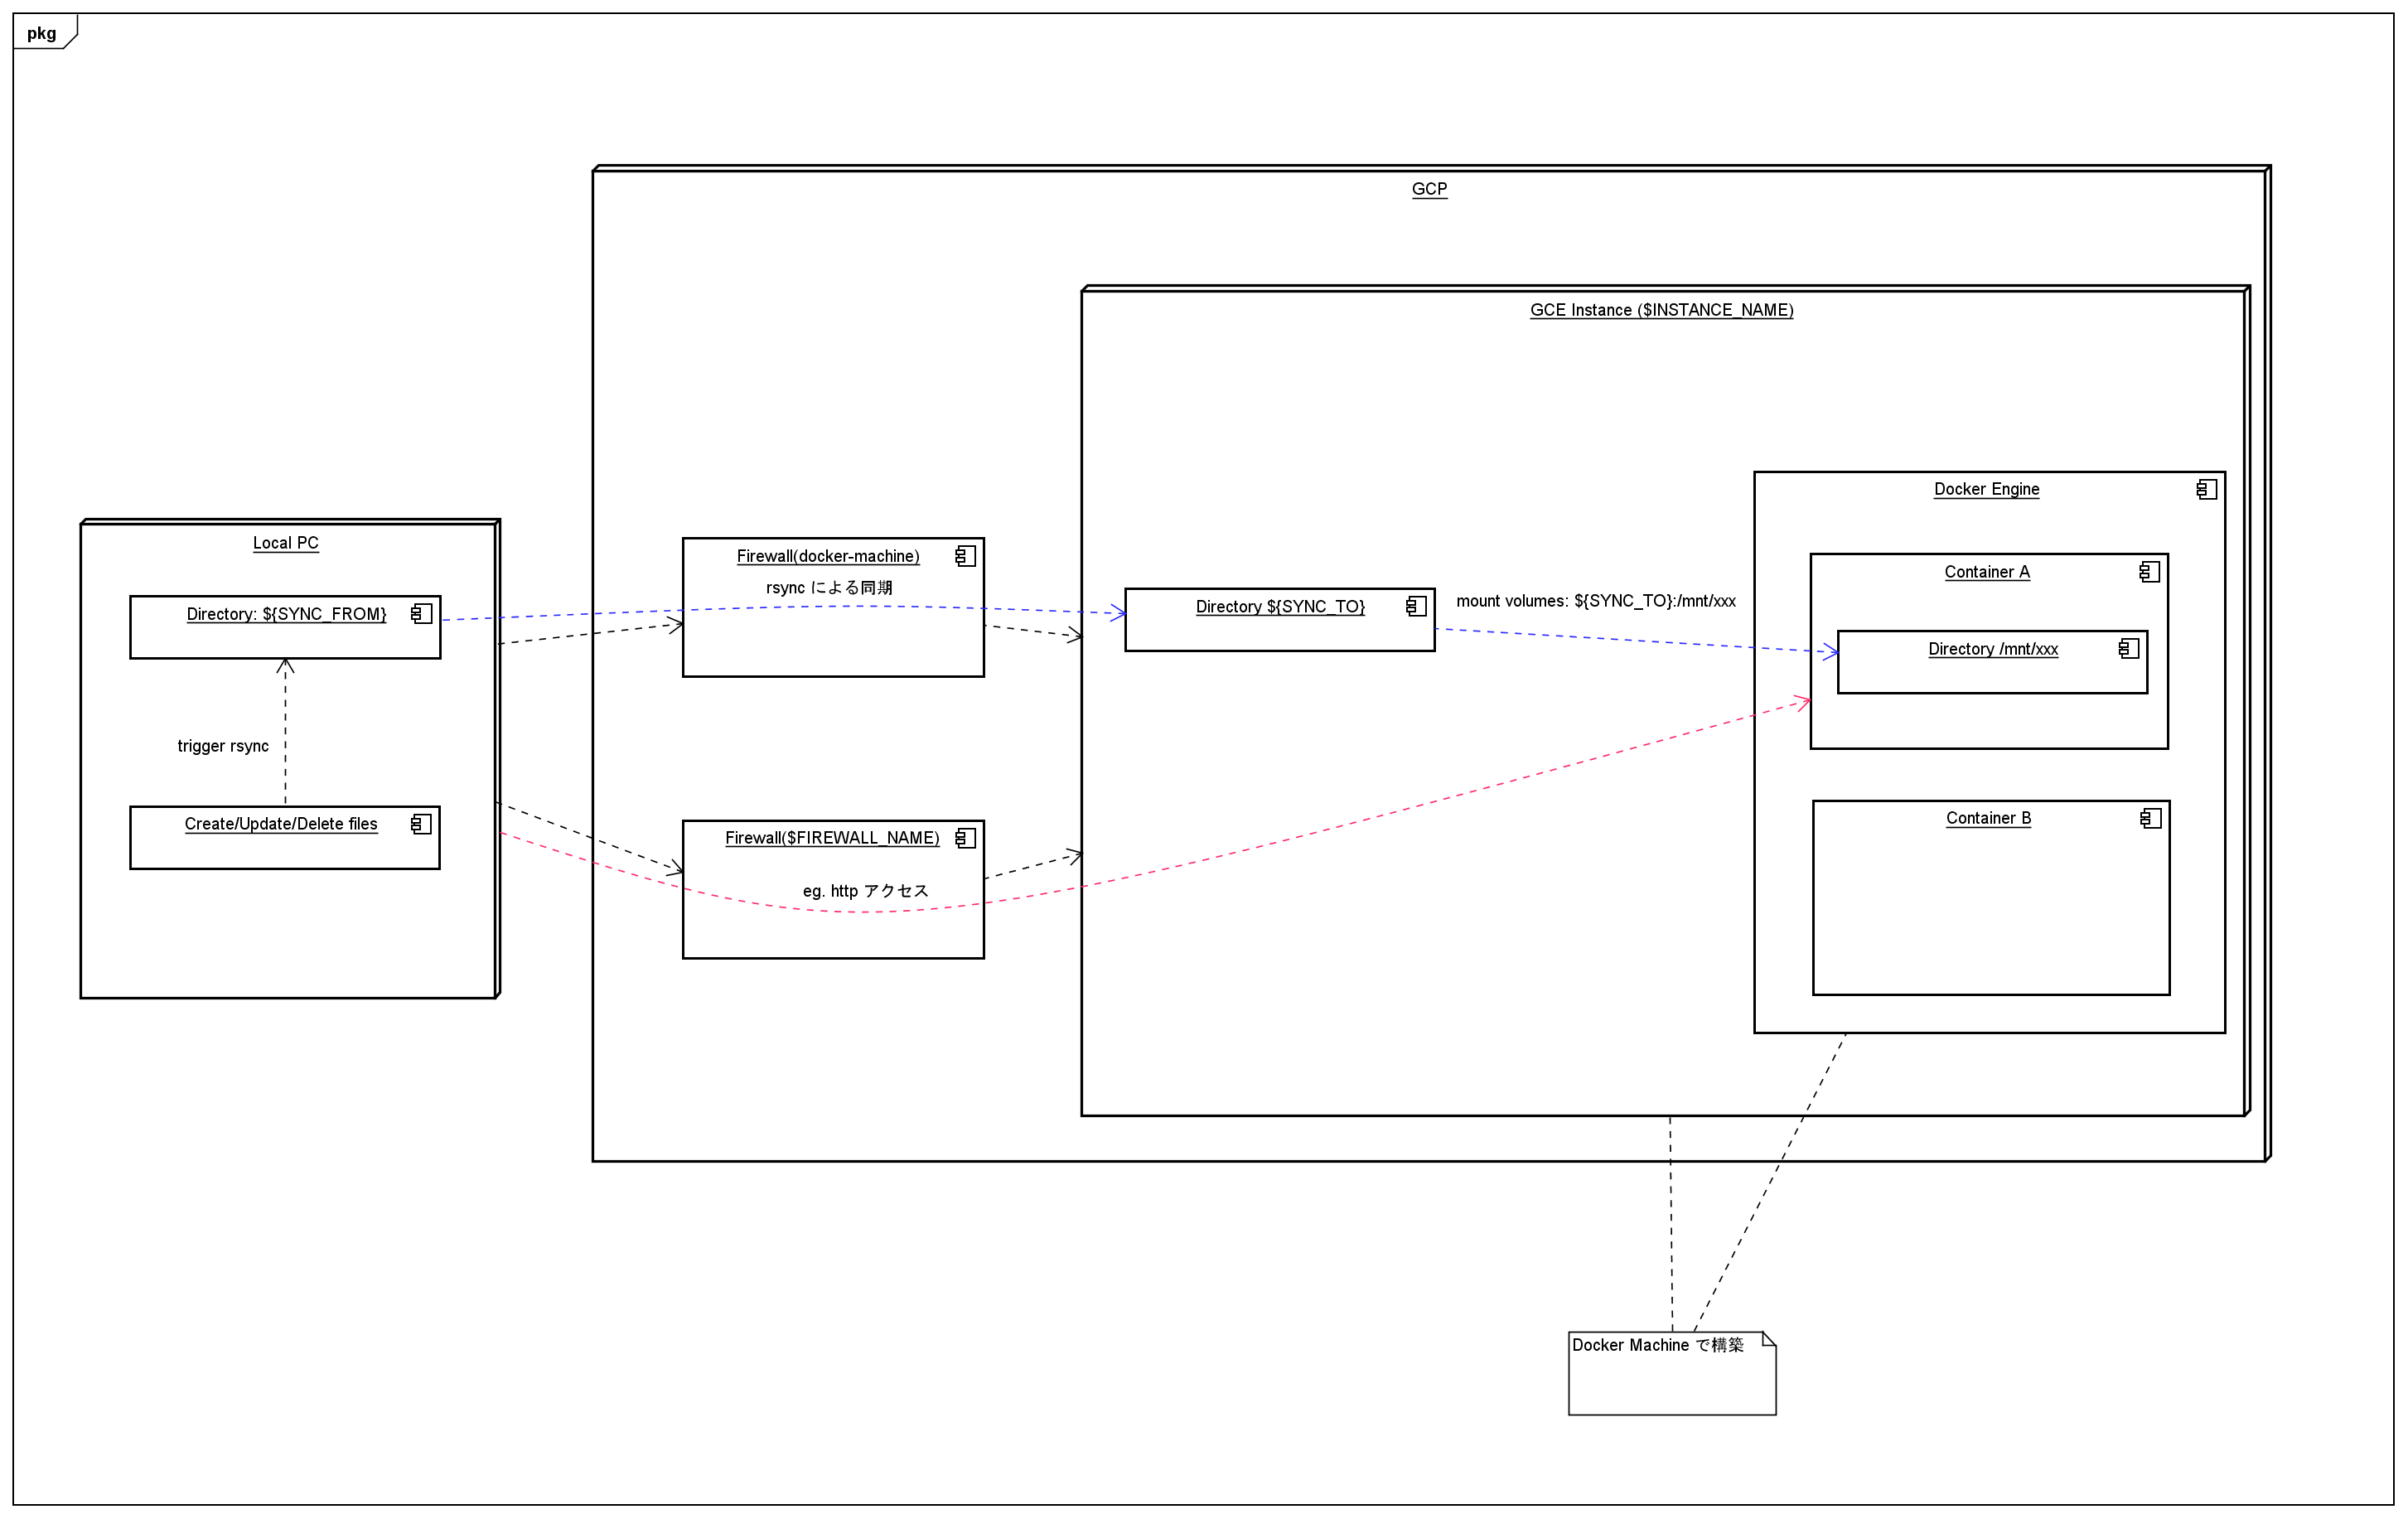 pkg
GCP
GCE Instance ($INSTANCE_NAME)
Docker Engine
Local PC
Firewall(docker-machine)
Container A
rsync による同期
mount volumes: ${SYNC_TO}:/mnt/xxx
Directory: ${SYNC_FROM}
Directory ${SYNC_TO}
Directory /mnt/xxx
trigger rsync
Create/Update/Delete files
Firewall($FIREWALL_NAME)
Container B
eg. http アクセス
Docker Machine で構築